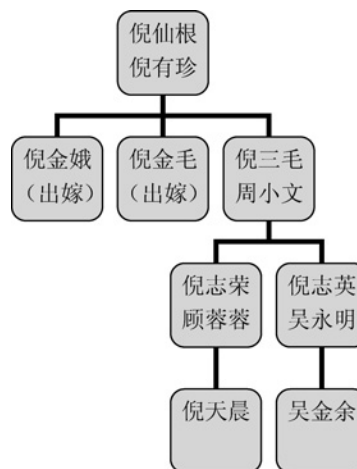 倪仙根
倪有珍
倪金娥
（出嫁）
倪金毛
（出嫁）
倪三毛
周小文
倪志荣
顾蓉蓉
倪志英
吴永明
倪天晨
吴金余